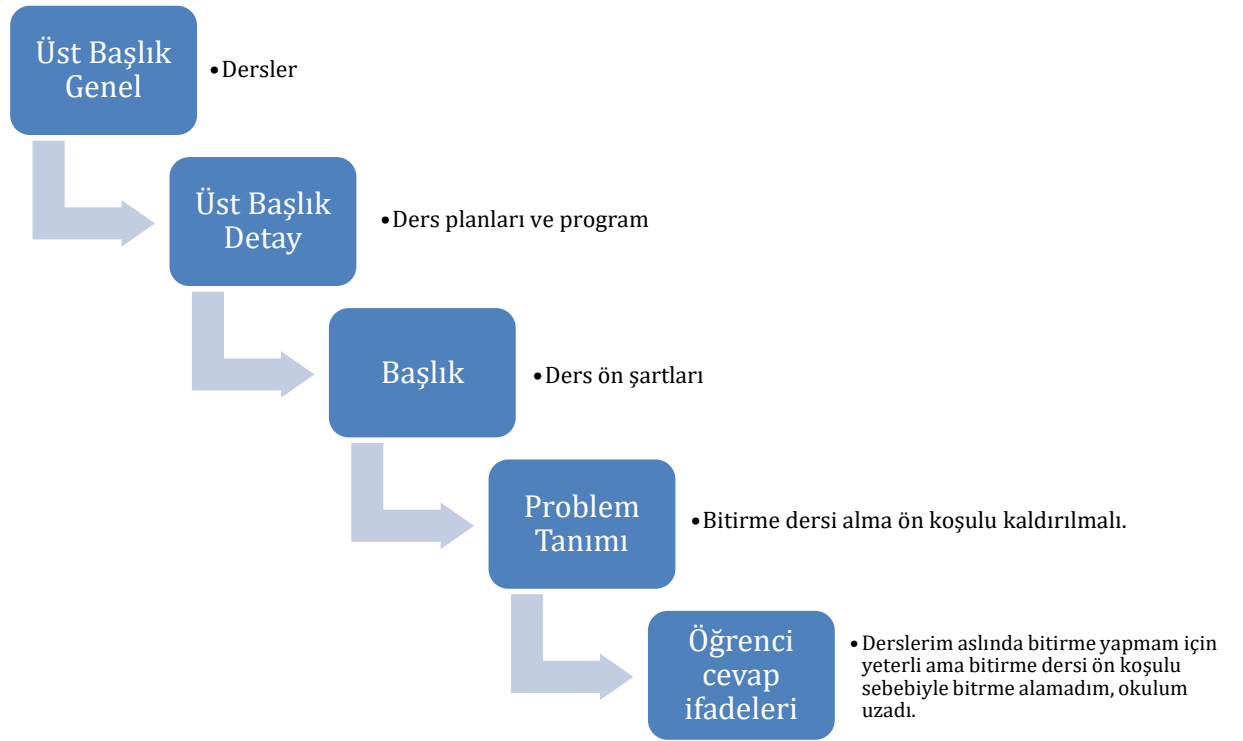 Üst Başlık
Genel
•Dersler
Üst Başlık
Detay
•Ders planları ve program
Başlık
•Ders ön şartları
Problem
Tanımı
•Bitirme dersi alma ön koşulu kaldırılmalı.
Öğrenci
cevap
ifadeleri
•Derslerim aslında bitirme yapmam için
yeterli ama bitirme dersi ön koşulu
sebebiyle bitrme alamadım, okulum
uzadı.